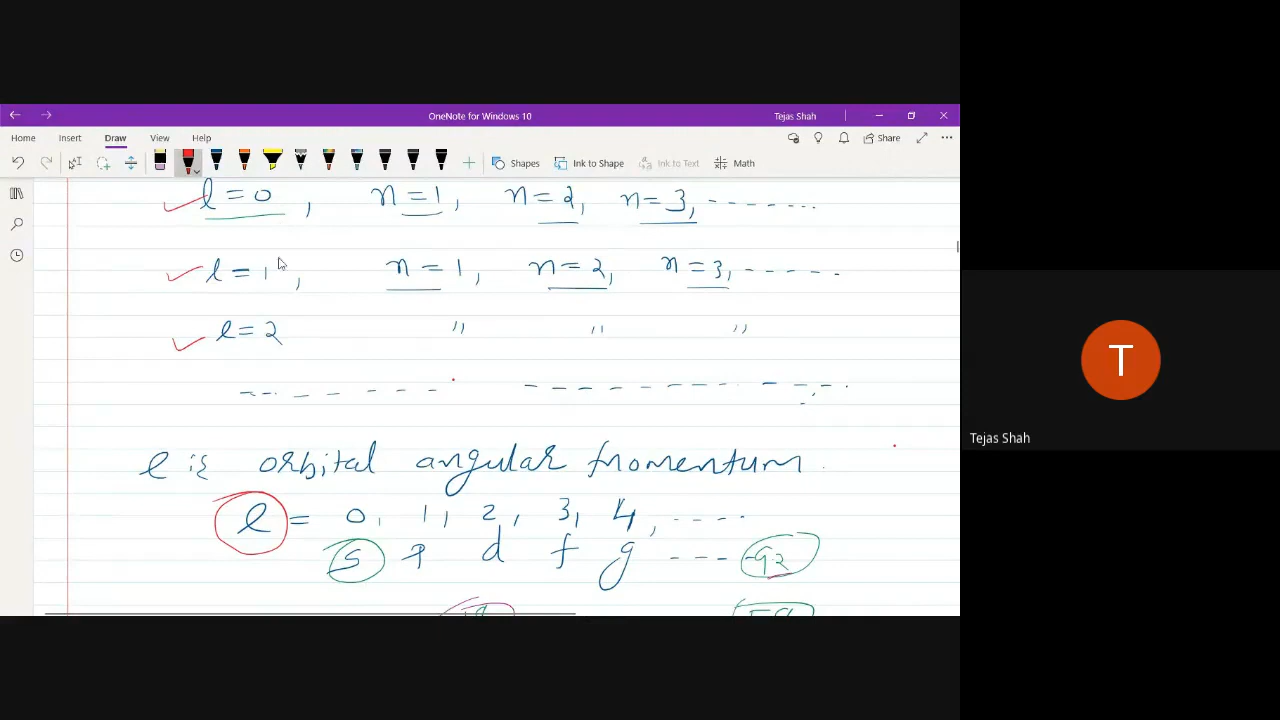 OneNote for Windows 10
Tejas Shah
Home Insert Draw View Help
Share
Shapes Ink to Shape Ink to Text Math
l = 0, n = 1, n = 2, n = 3, --------
l = 1, n = 1, n = 2, n = 3, ------
l = 2 " " "
l is orbital angular momentum.
l = 0, 1, 2, 3, 4, -----
s p d f g ----
T
Tejas Shah